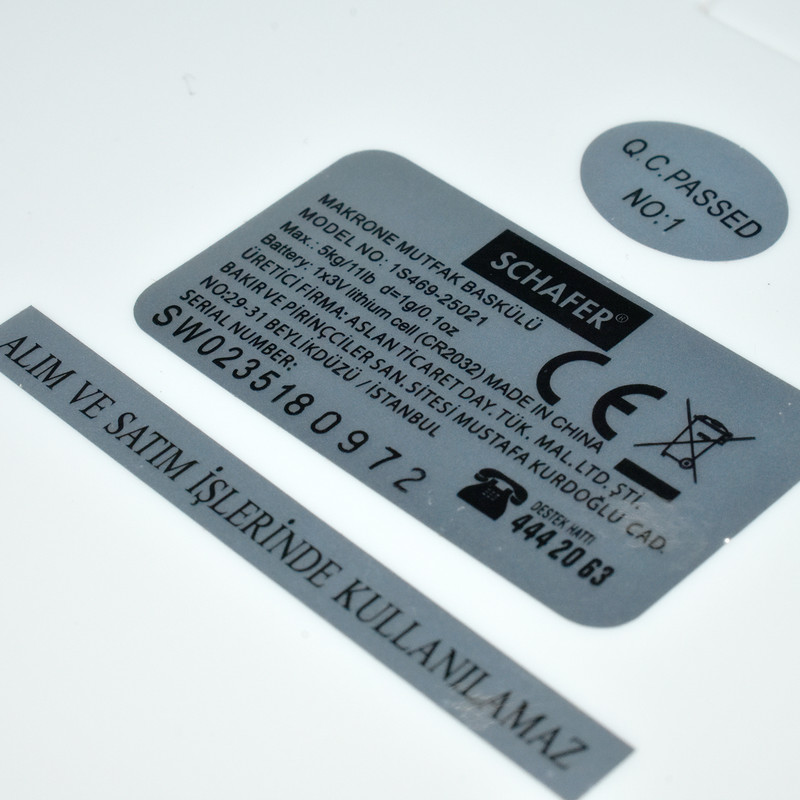 Q.C.PASSED
NO:1
SCHAFER®
MAKRONE MUTFAK BASKÜLÜ
MODEL NO: 1S469-25021
Max.: 5kg/11lb d=1g/0.1oz
Battery: 1x3V lithium cell (CR2032) MADE IN CHINA
ÜRETİCİ FİRMA: ASLAN TİCARET DAY. TÜK. MAL. LTD. ŞTİ.
BAKIR VE PİRİNÇÇİLER SAN. SİTESİ MUSTAFA KURDOĞLU CAD.
NO:29-31 BEYLİKDÜZÜ / İSTANBUL
SERIAL NUMBER:
SW0235180972
CE
DESTEK HATTI
444 20 63
ALIM VE SATIM İŞLERİNDE KULLANILAMAZ